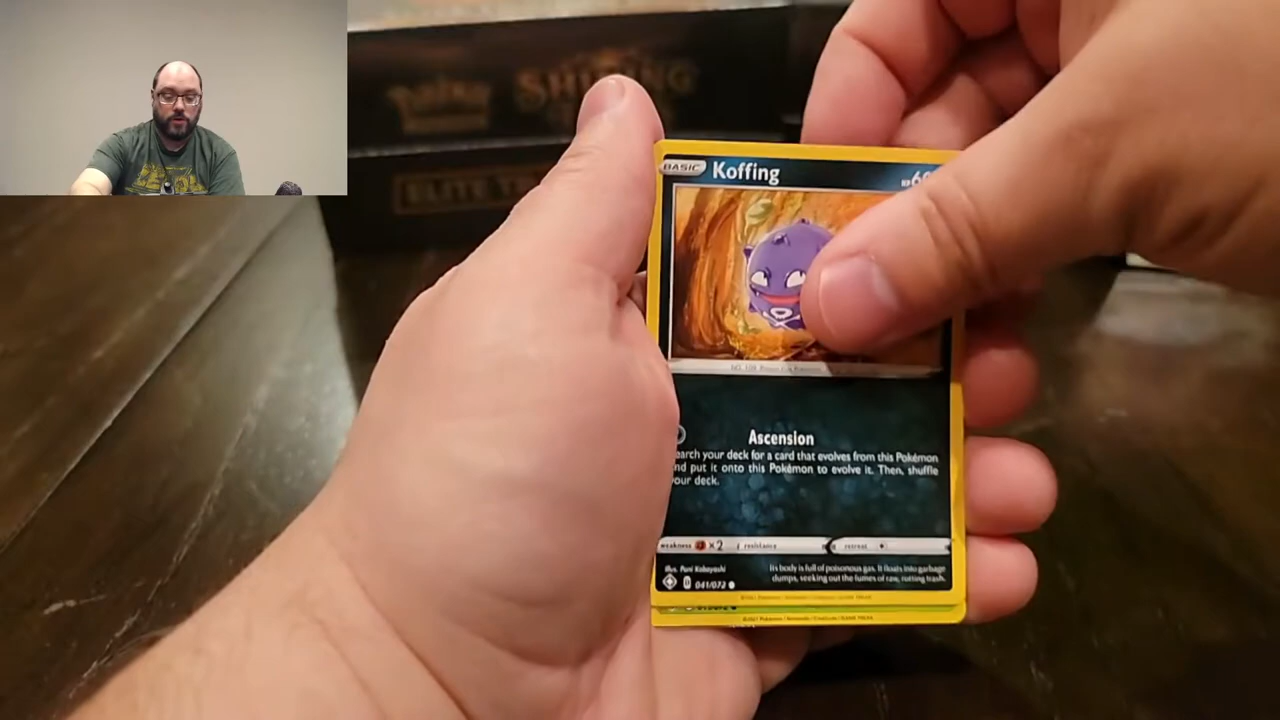 Pokémon
SHINING
ELITE TR
BASIC Koffing
Ascension
earch your deck for a card that evolves from this Pokémon
nd put it onto this Pokémon to evolve it. Then, shuffle
our deck.
weakness ×2 resistance retreat
Illus. Pani Kobayashi
Its body is full of poisonous gas. It floats into garbage
dumps, seeking out the fumes of raw, rotting trash.
D 041/072